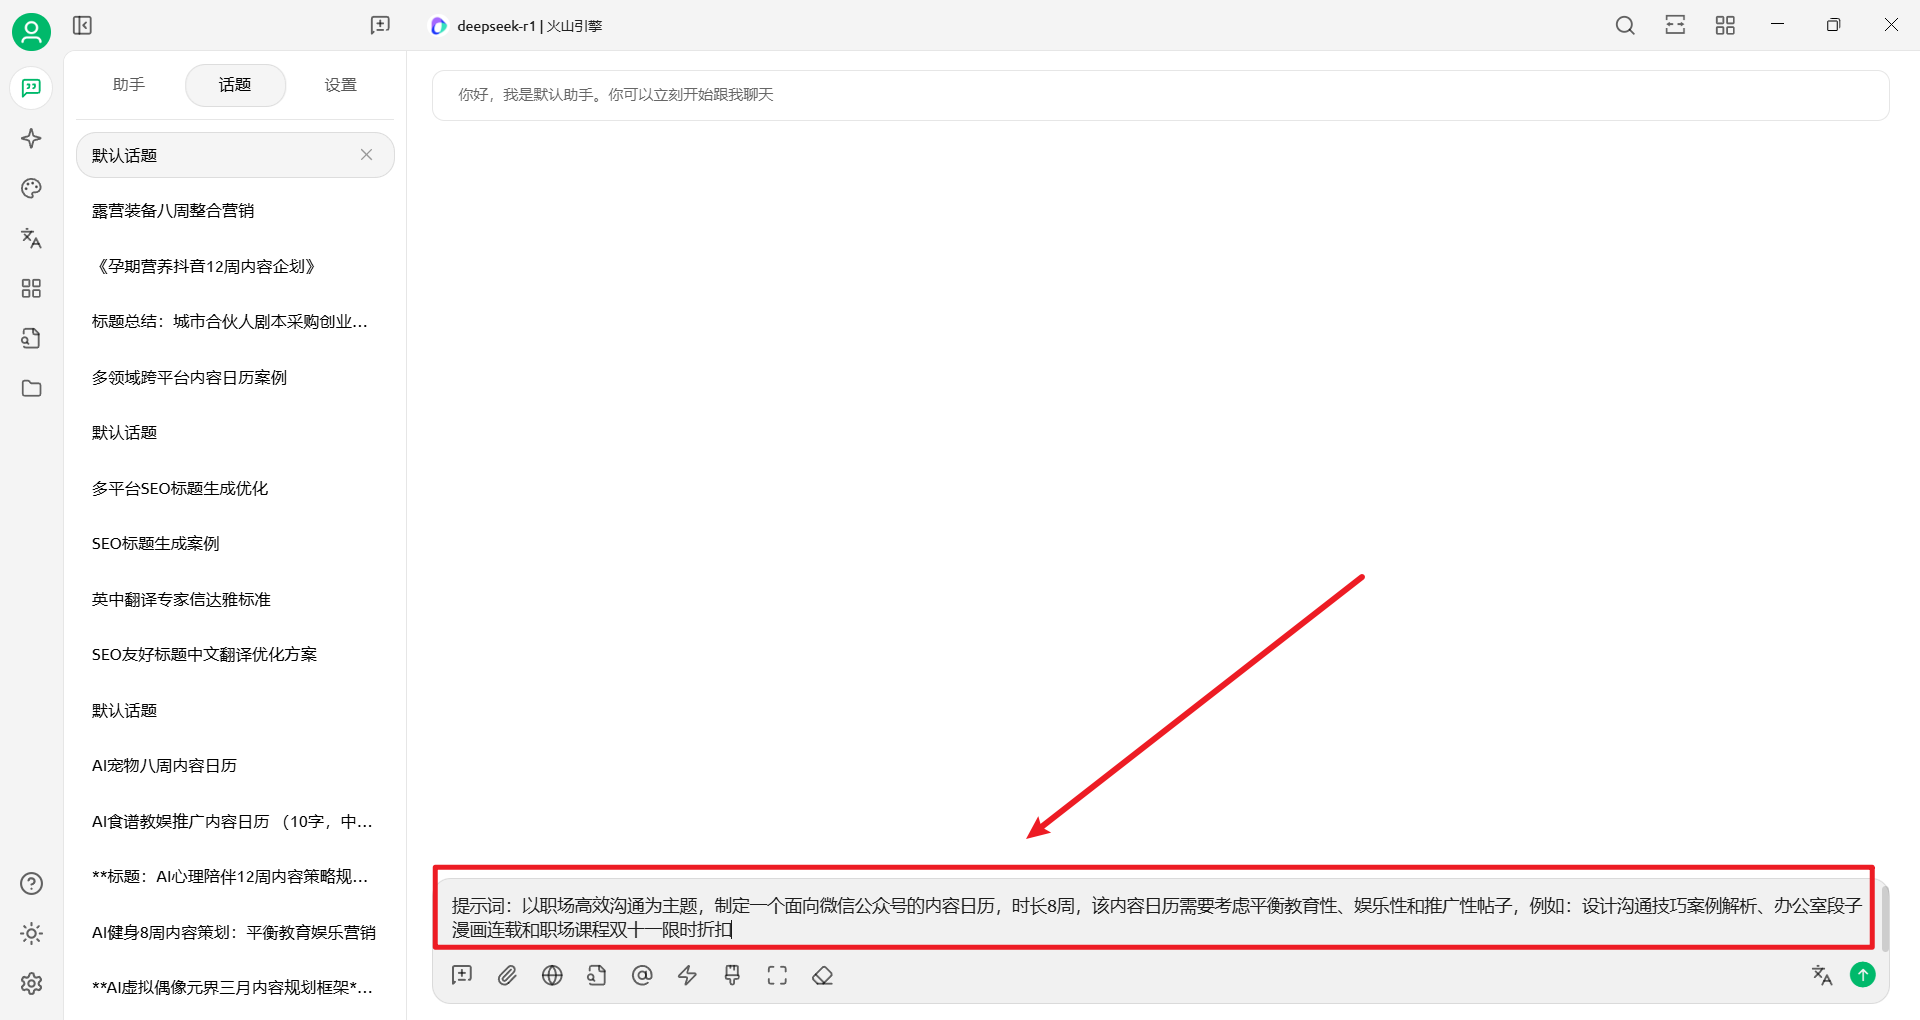 deepseek-r1 | 火山引擎
助手
话题
设置
默认话题
露营装备八周整合营销
《孕期营养抖音12周内容企划》
标题总结：城市合伙人剧本采购创业...
多领域跨平台内容日历案例
默认话题
多平台SEO标题生成优化
SEO标题生成案例
英中翻译专家信达雅标准
SEO友好标题中文翻译优化方案
默认话题
AI宠物八周内容日历
AI食谱教娱推广内容日历 （10字，中...
**标题：AI心理陪伴12周内容策略规...
AI健身8周内容策划：平衡教育娱乐营销
**AI虚拟偶像元界三月内容规划框架*...
你好，我是默认助手。你可以立刻开始跟我聊天
提示词：以职场高效沟通为主题，制定一个面向微信公众号的内容日历，时长8周，该内容日历需要考虑平衡教育性、娱乐性和推广性帖子，例如：设计沟通技巧案例解析、办公室段子
漫画连载和职场课程双十一限时折扣